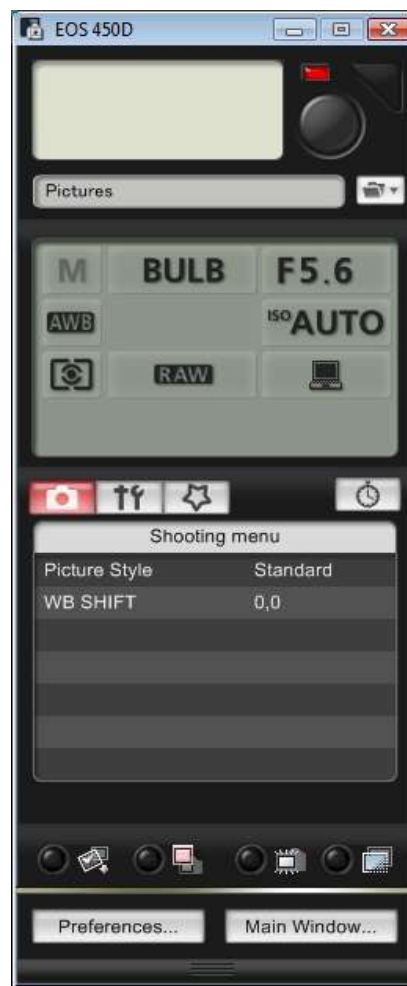 EOS 450D
Pictures
M BULB F5.6
AWB ISO AUTO
RAW
Shooting menu
Picture Style Standard
WB SHIFT 0,0
Preferences... Main Window...